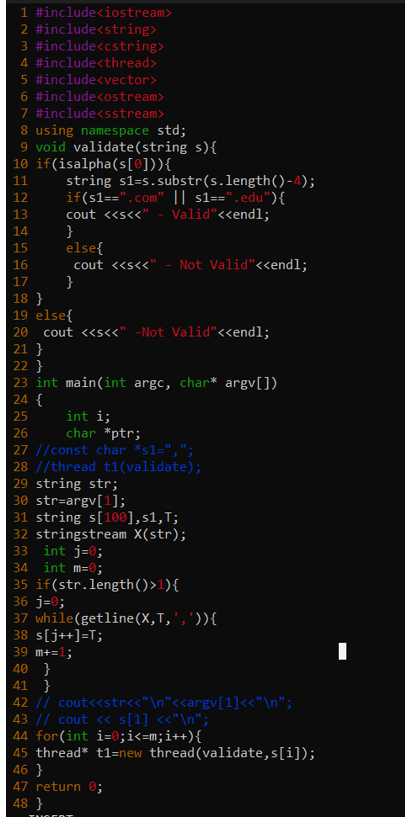 1 #include<iostream>
2 #include<string>
3 #include<cstring>
4 #include<thread>
5 #include<vector>
6 #include<ostream>
7 #include<sstream>
8 using namespace std;
9 void validate(string s){
10 if(isalpha(s[0])){
11     string s1=s.substr(s.length()-4);
12     if(s1==".com" || s1==".edu"){
13     cout <<s<<" - Valid"<<endl;
14     }
15     else{
16      cout <<s<<" - Not Valid"<<endl;
17     }
18 }
19 else{
20  cout <<s<<" -Not Valid"<<endl;
21 }
22 }
23 int main(int argc, char* argv[])
24 {
25     int i;
26     char *ptr;
27 //const char *s1=",";
28 //thread t1(validate);
29 string str;
30 str=argv[1];
31 string s[100],s1,T;
32 stringstream X(str);
33  int j=0;
34  int m=0;
35 if(str.length()>1){
36 j=0;
37 while(getline(X,T,',')){
38 s[j++]=T;
39 m+=1;
40  }
41  }
42 // cout<<str<<"\n"<<argv[1]<<"\n";
43 // cout << s[1] <<"\n";
44 for(int i=0;i<=m;i++){
45 thread* t1=new thread(validate,s[i]);
46 }
47 return 0;
48 }